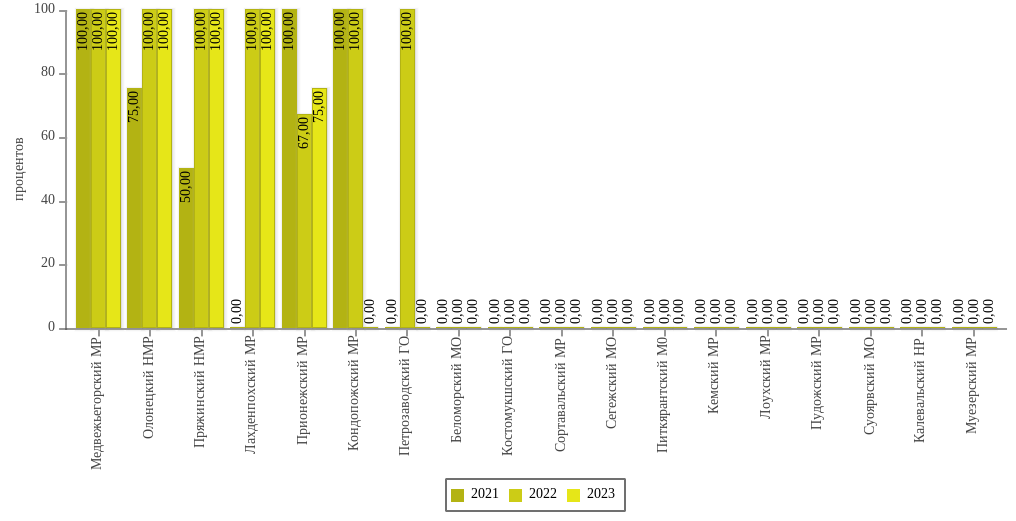 100
80
60
40
20
0
процентов
100,00 100,00 100,00
75,00 100,00 100,00
50,00 100,00 100,00
0,00 100,00 100,00
100,00 67,00 75,00
100,00 100,00 0,00
0,00 100,00 0,00
0,00 0,00 0,00
0,00 0,00 0,00
0,00 0,00 0,00
0,00 0,00 0,00
0,00 0,00 0,00
0,00 0,00 0,00
0,00 0,00 0,00
0,00 0,00 0,00
0,00 0,00 0,00
0,00 0,00 0,00
0,00 0,00 0,00
Медвежьегорский МР
Олонецкий НМР
Пряжинский НМР
Лахденпохский МР
Прионежский МР
Кондопожский МР
Петрозаводский ГО
Беломорский МО
Костомукшский ГО
Сортавальский МР
Сегежский МО
Питкярантский М0
Кемский МР
Лоухский МР
Пудожский МР
Суоярвский МО
Калевальский НР
Муезерский МР
2021 2022 2023